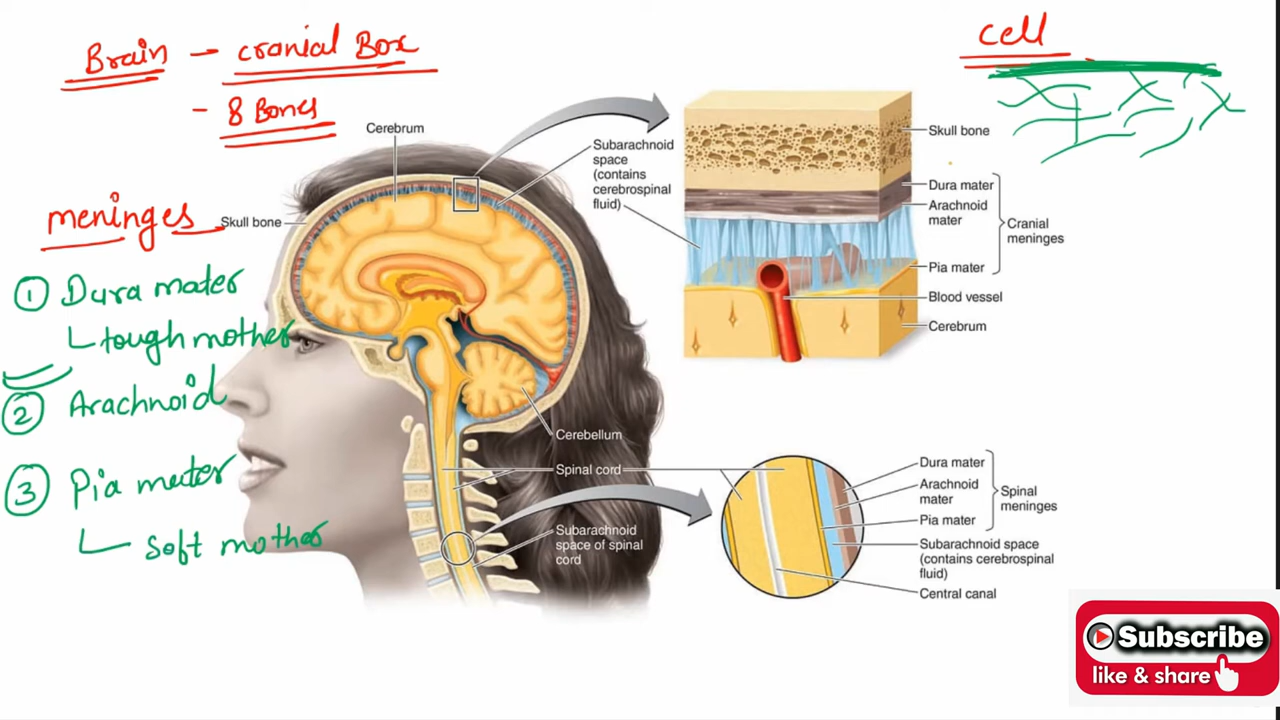 Brain - cranial Box
- 8 Bones
cell
meninges
① Dura mater
tough mother
② Arachnoid
③ Pia mater
soft mother
Cerebrum
Skull bone
Subarachnoid
space
(contains
cerebrospinal
fluid)
Cerebellum
Spinal cord
Subarachnoid
space of spinal
cord
Skull bone
Dura mater
Arachnoid
mater
Cranial
meninges
Pia mater
Blood vessel
Cerebrum
Dura mater
Arachnoid
mater
Spinal
meninges
Pia mater
Subarachnoid space
(contains cerebrospinal
fluid)
Central canal
Subscribe
like & share